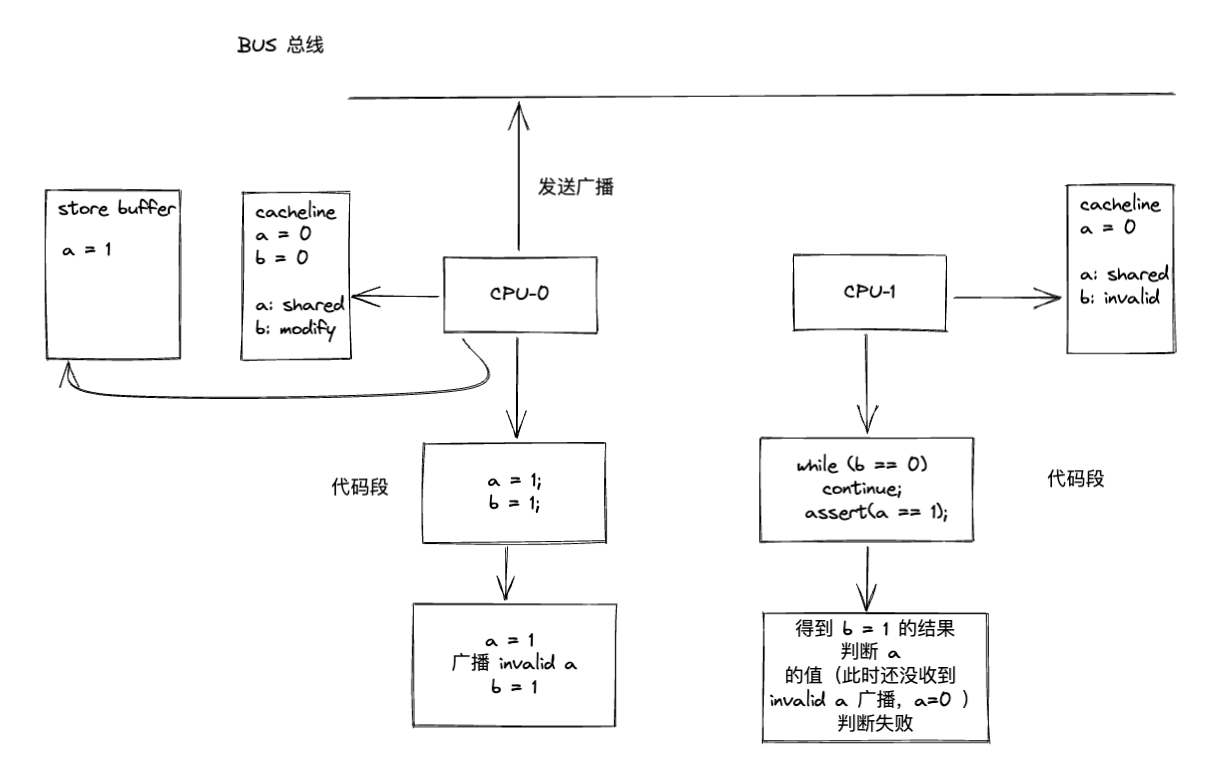 BUS 总线
发送广播
store buffer
a = 1
cacheline
a = 0
b = 0
a: shared
b: modify
CPU-0
CPU-1
cacheline
a = 0
a: shared
b: invalid
代码段
a = 1;
b = 1;
while (b == 0)
continue;
assert(a == 1);
代码段
a = 1
广播 invalid a
b = 1
得到 b = 1 的结果
判断 a
的值（此时还没收到
invalid a 广播，a=0 ）
判断失败